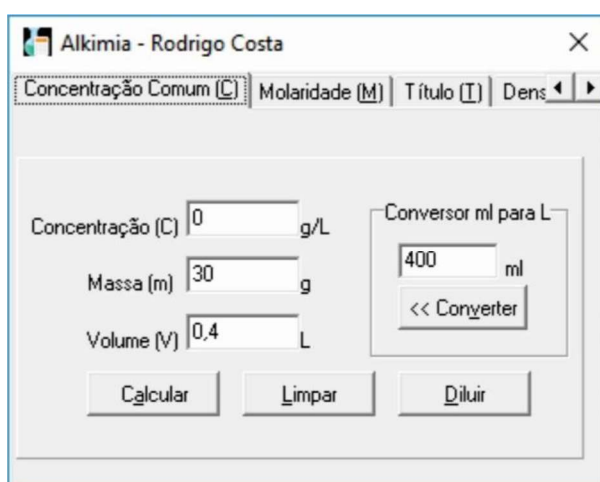 Alkimia - Rodrigo Costa
Concentração Comum (C) Molaridade (M) Título (T) Dens
Concentração (C) 0 g/L
Massa (m) 30 g
Volume (V) 0,4 L
Conversor ml para L
400 ml
<< Converter
Calcular Limpar Diluir